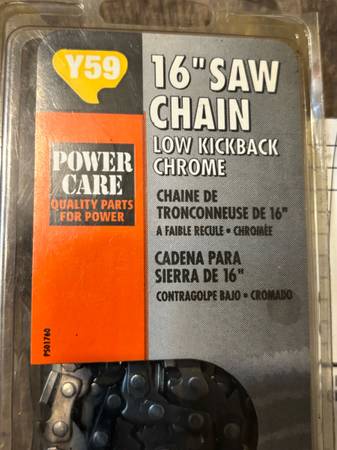 Y59
16" SAW
CHAIN
LOW KICKBACK
CHROME
POWER
CARE
QUALITY PARTS
FOR POWER
CHAINE DE
TRONCONNEUSE DE 16"
A FAIBLE RECULE • CHROMÉE
CADENA PARA
SIERRA DE 16"
CONTRAGOLPE BAJO • CROMADO
PS01760